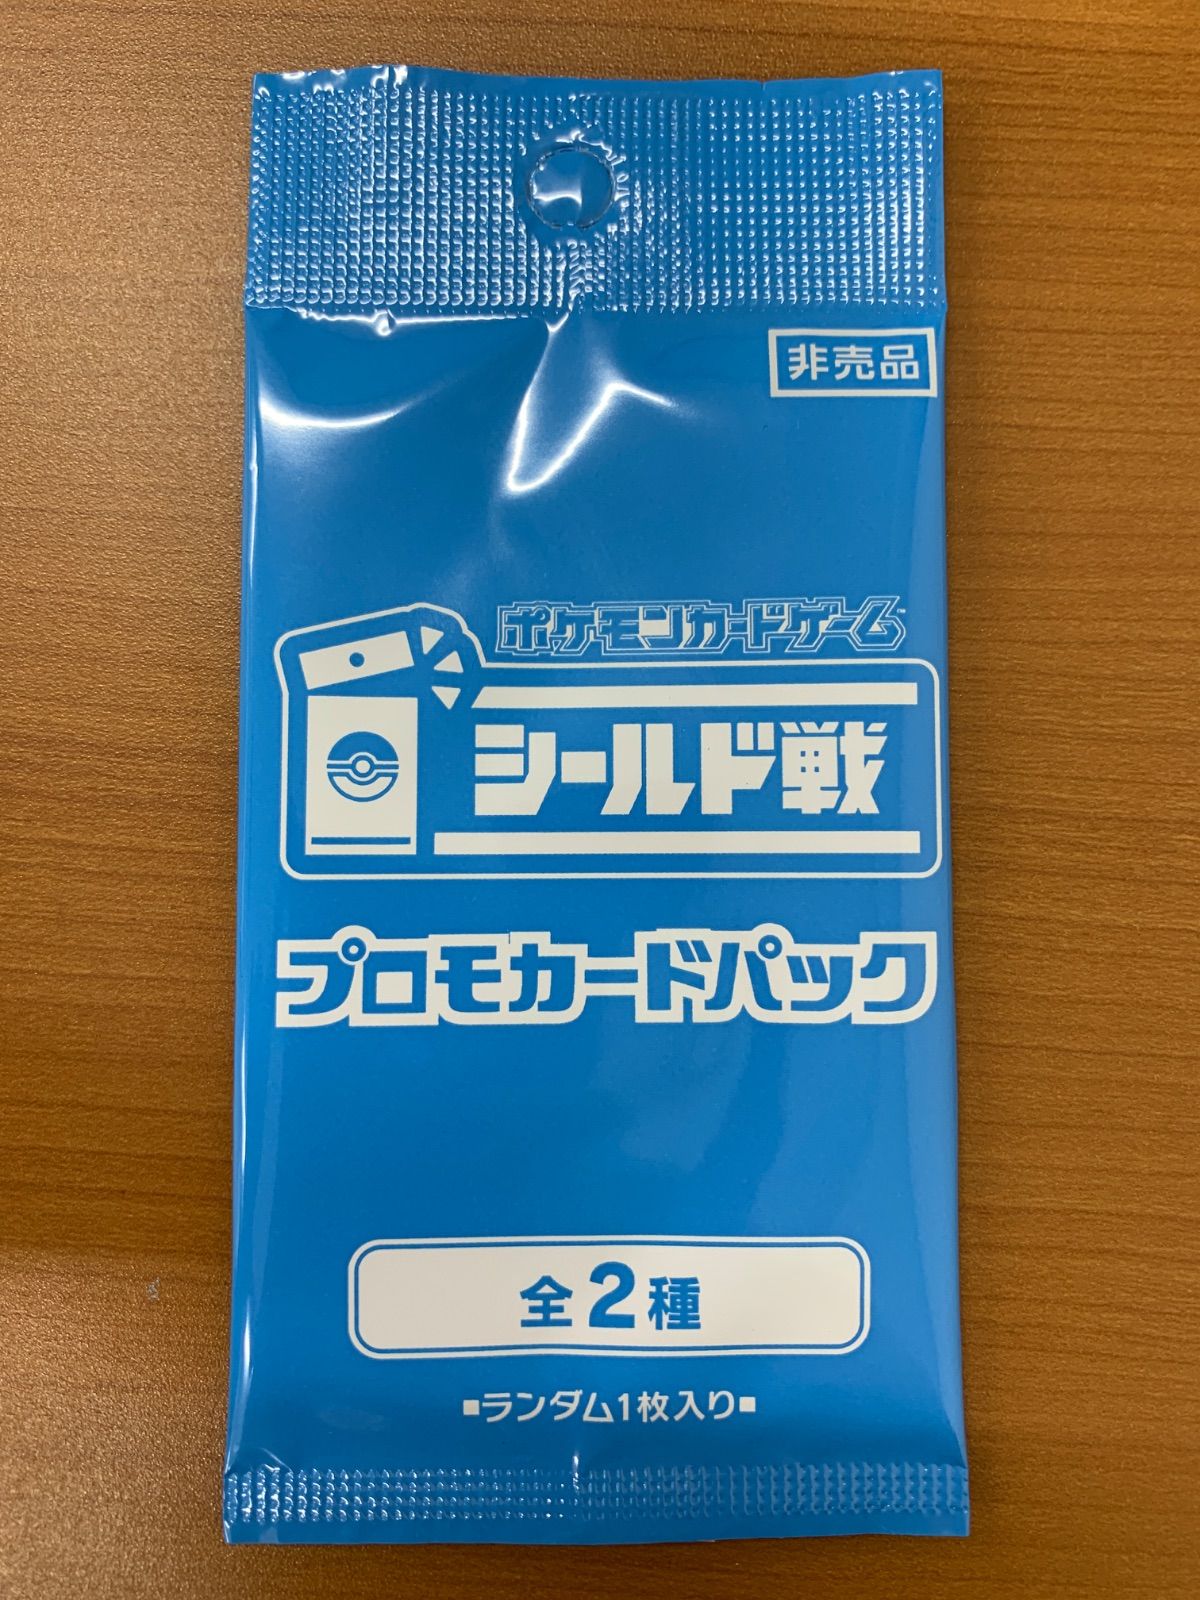 非売品
ポケモンカードゲーム
シールド戦
プロモカードパック
全2種
■ランダム1枚入り■